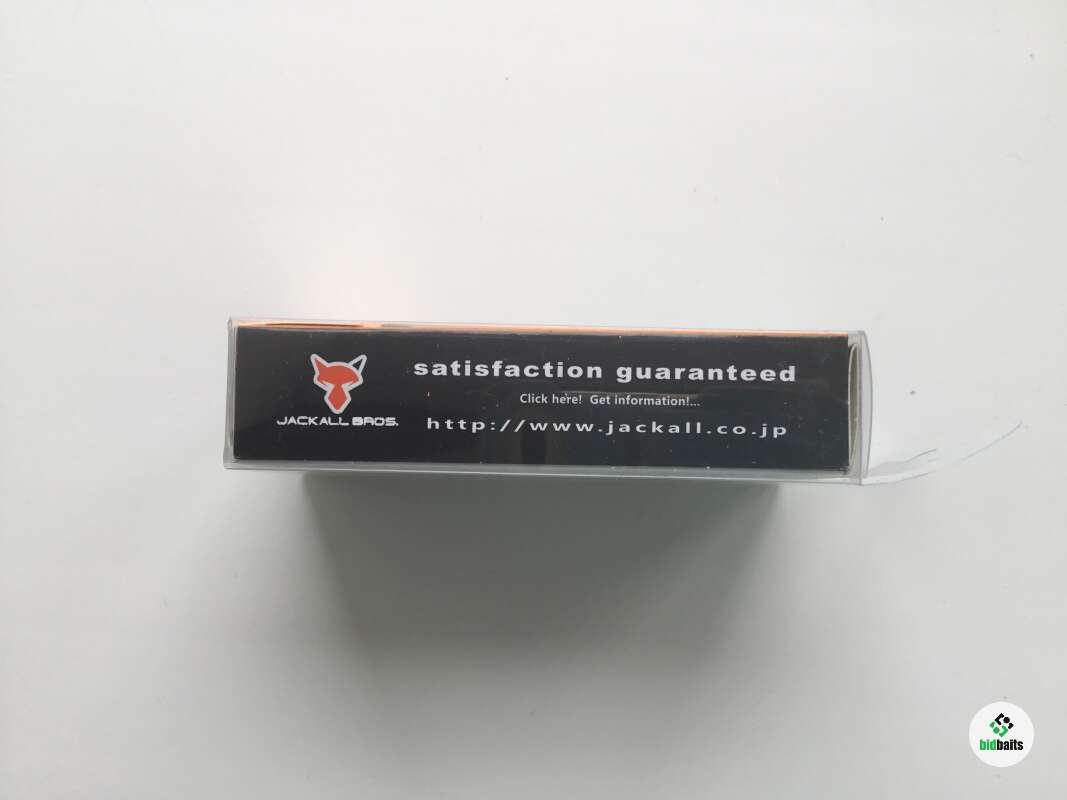 satisfaction guaranteed
Click here! Get information!...
JACKALL BROS.
http://www.jackall.co.jp
bidbaits